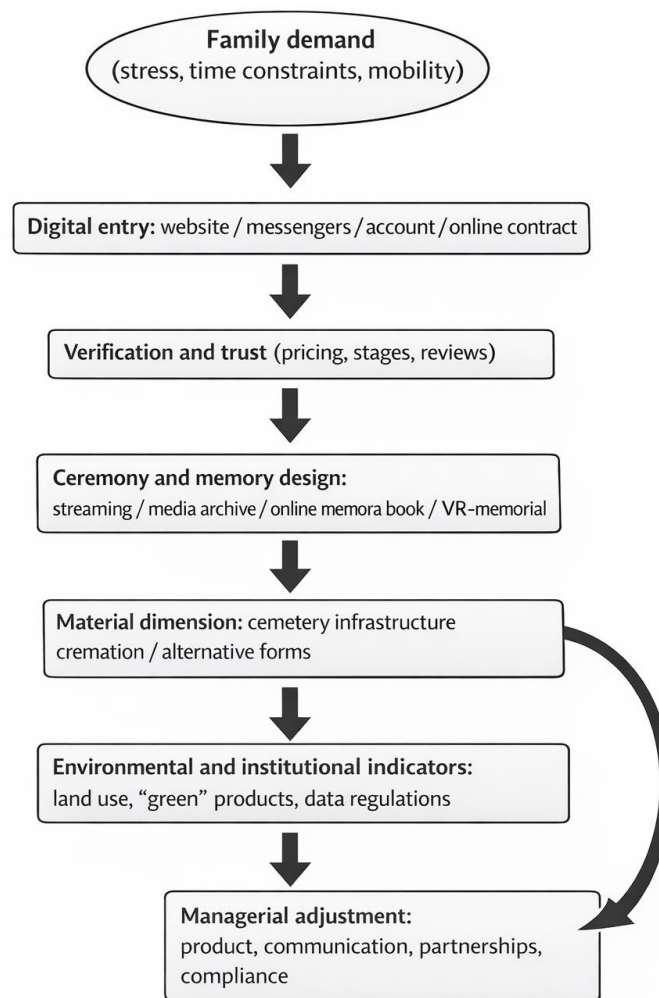 Family demand
(stress, time constraints, mobility)
Digital entry: website / messengers / account / online contract
Verification and trust (pricing, stages, reviews)
Ceremony and memory design:
streaming / media archive / online memora book / VR-memorial
Material dimension: cemetery infrastructure
cremation / alternative forms
Environmental and institutional indicators:
land use, “green” products, data regulations
Managerial adjustment:
product, communication, partnerships,
compliance